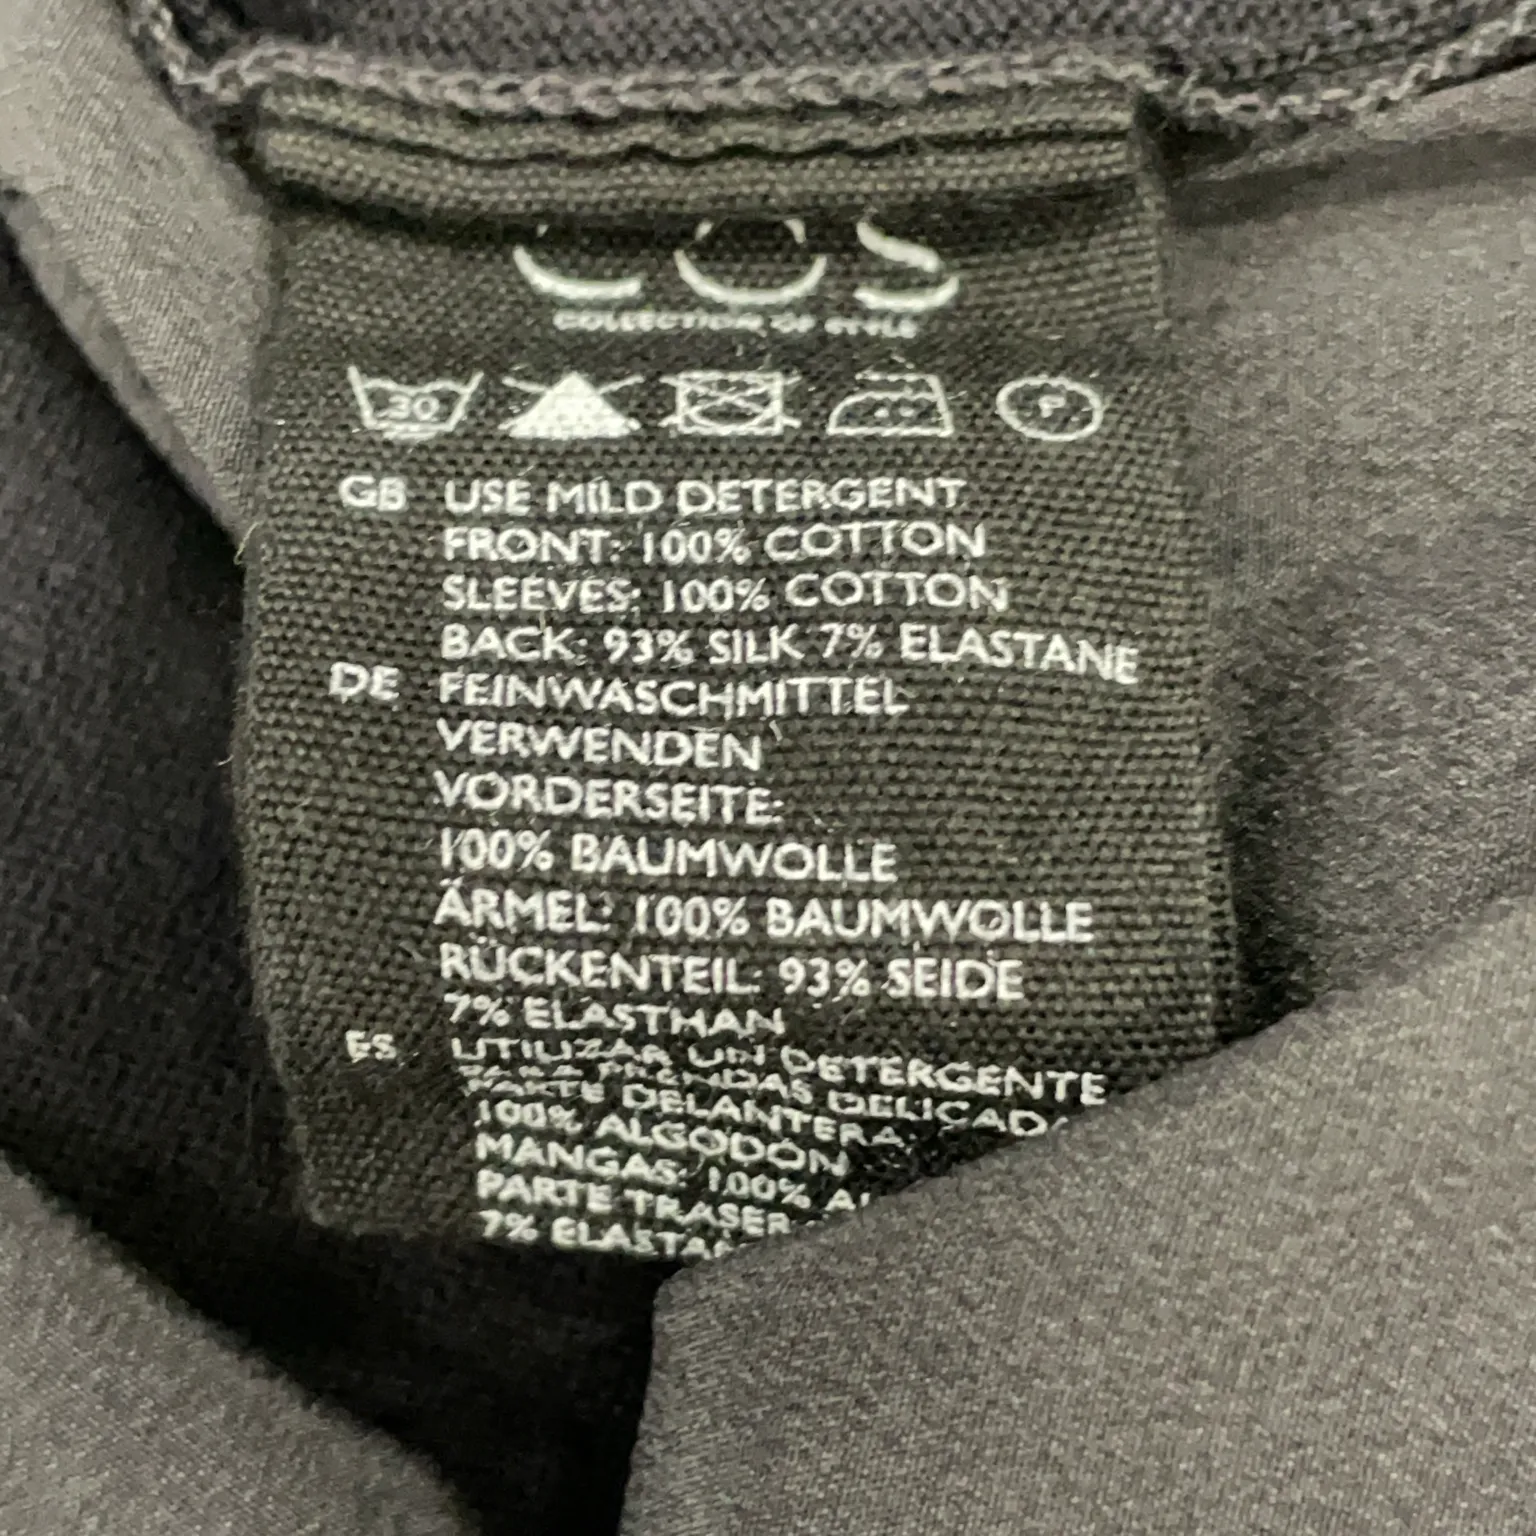 COS
COLLECTION OF STYLE
30 P
GB USE MILD DETERGENT
FRONT: 100% COTTON
SLEEVES: 100% COTTON
BACK: 93% SILK 7% ELASTANE
DE FEINWASCHMITTEL
VERWENDEN
VORDERSEITE:
100% BAUMWOLLE
ÄRMEL: 100% BAUMWOLLE
RÜCKENTEIL: 93% SEIDE
7% ELASTHAN
ES UTILIZAR UN DETERGENTE
PARA PRENDAS
PARTE DELANTERA
100% ALGODÓN
MANGAS: 100%
PARTE
7%